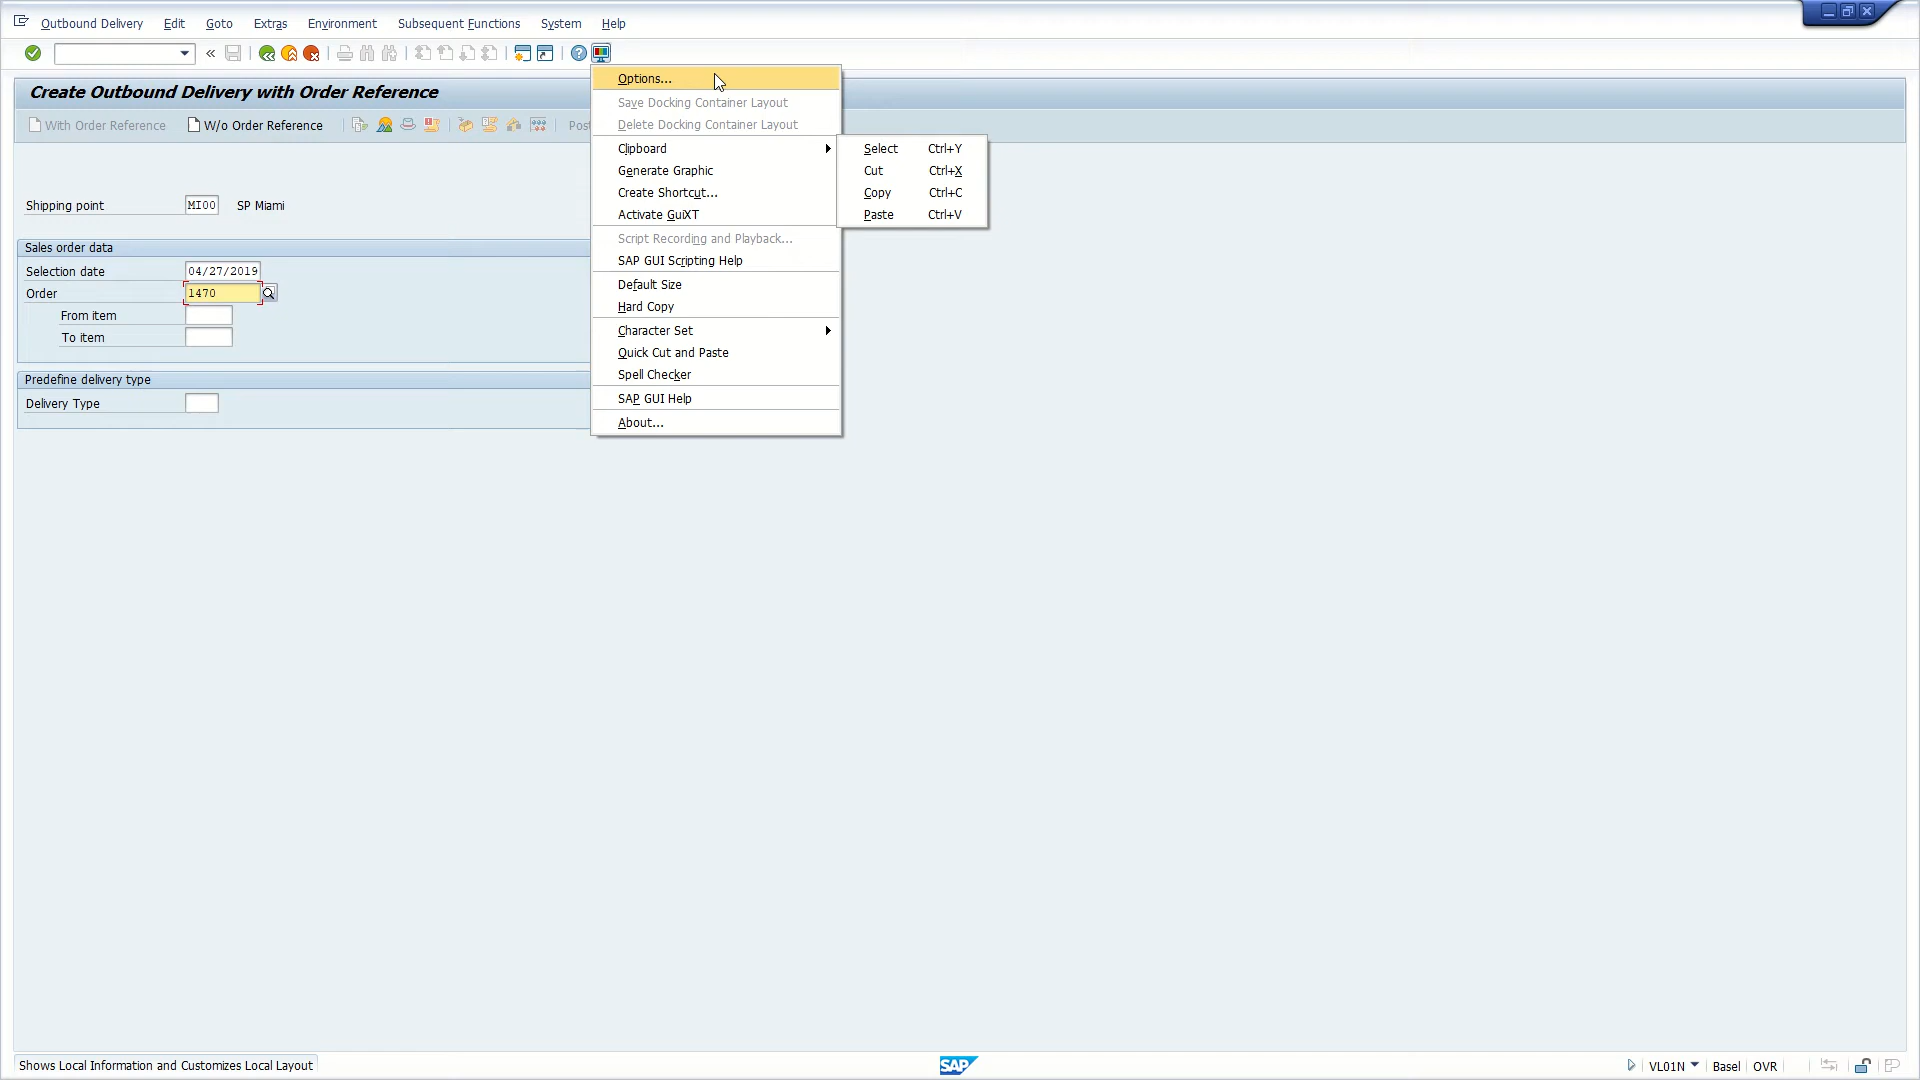 Outbound Delivery Edit Goto Extras Environment Subsequent Functions System Help
Create Outbound Delivery with Order Reference
With Order Reference W/o Order Reference Post
Options...
Save Docking Container Layout
Delete Docking Container Layout
Clipboard
Generate Graphic
Create Shortcut...
Activate GuiXT
Script Recording and Playback...
SAP GUI Scripting Help
Default Size
Hard Copy
Character Set
Quick Cut and Paste
Spell Checker
SAP GUI Help
About...
Select Ctrl+Y
Cut Ctrl+X
Copy Ctrl+C
Paste Ctrl+V
Shipping point MI00 SP Miami
Sales order data
Selection date 04/27/2019
Order 1470
From item
To item
Predefine delivery type
Delivery Type
Shows Local Information and Customizes Local Layout SAP VL01N Basel OVR